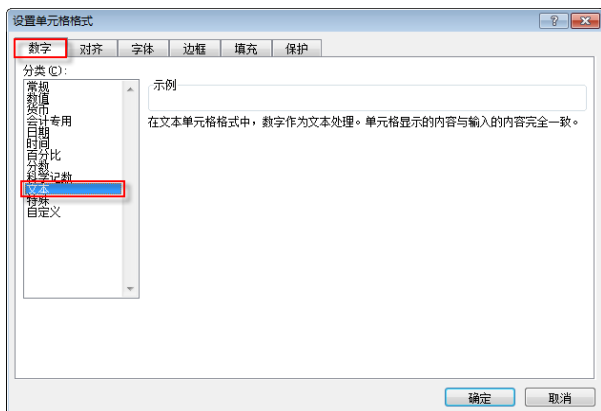 设置单元格格式
数字 对齐 字体 边框 填充 保护
分类(C):
常规
数值
货币
会计专用
日期
时间
百分比
分数
科学记数
文本
特殊
自定义
示例
在文本单元格格式中，数字作为文本处理。单元格显示的内容与输入的内容完全一致。
确定 取消